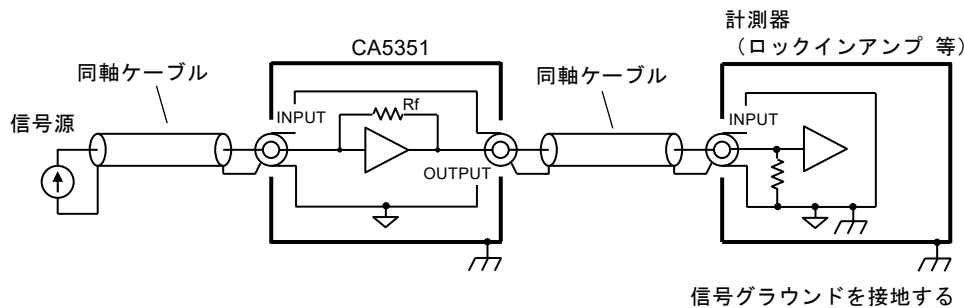 計測器
（ロックインアンプ 等）
CA5351
同軸ケーブル
同軸ケーブル
信号源
INPUT
Rf
OUTPUT
INPUT
信号グラウンドを接地する